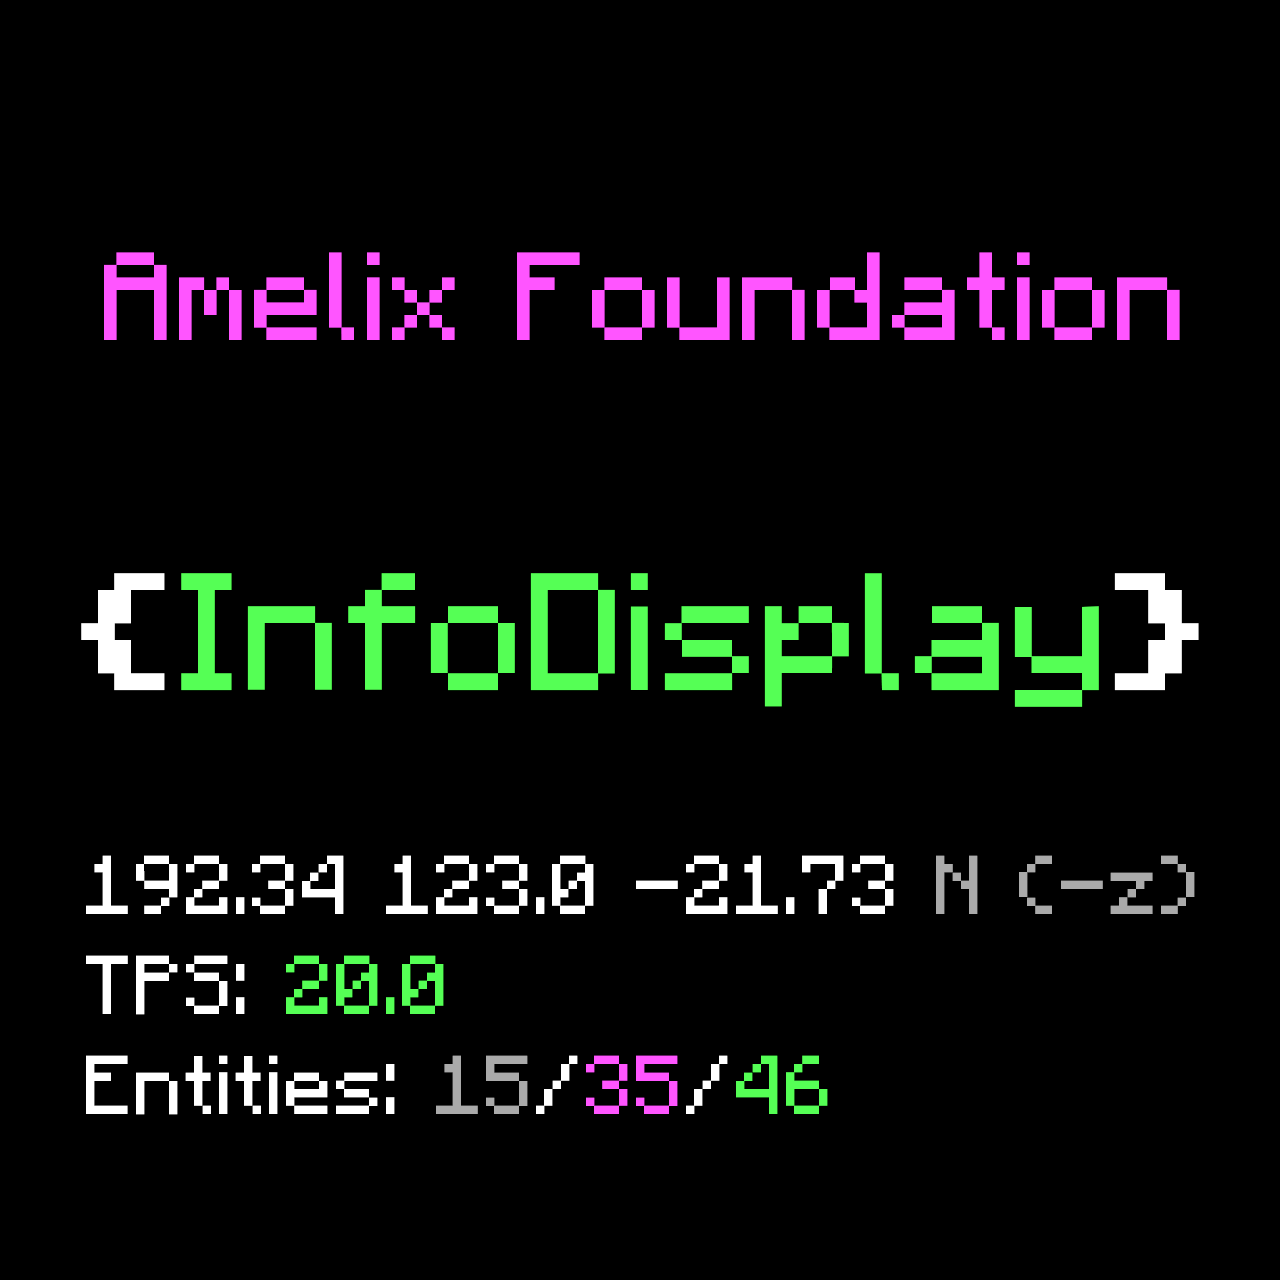 Amelix Foundation
{InfoDisplay}
192.34 123.0 -21.73 N (-z)
TPS: 20.0
Entities: 15/35/46